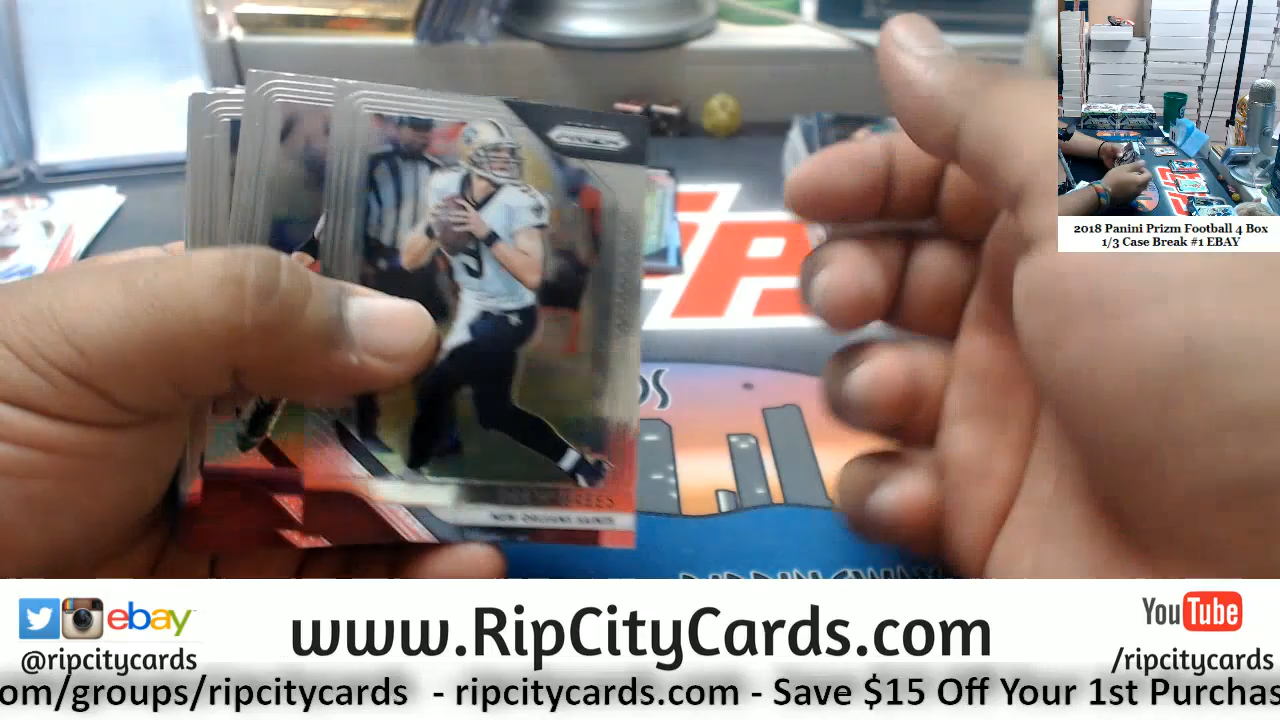 PRIZM
NEW ORLEANS SAINTS
2018 Panini Prizm Football 4 Box
1/3 Case Break #1 EBAY
ebay
@ripcitycards
www.RipCityCards.com
YouTube
/ripcitycards
om/groups/ripcitycards - ripcitycards.com - Save $15 Off Your 1st Purchas